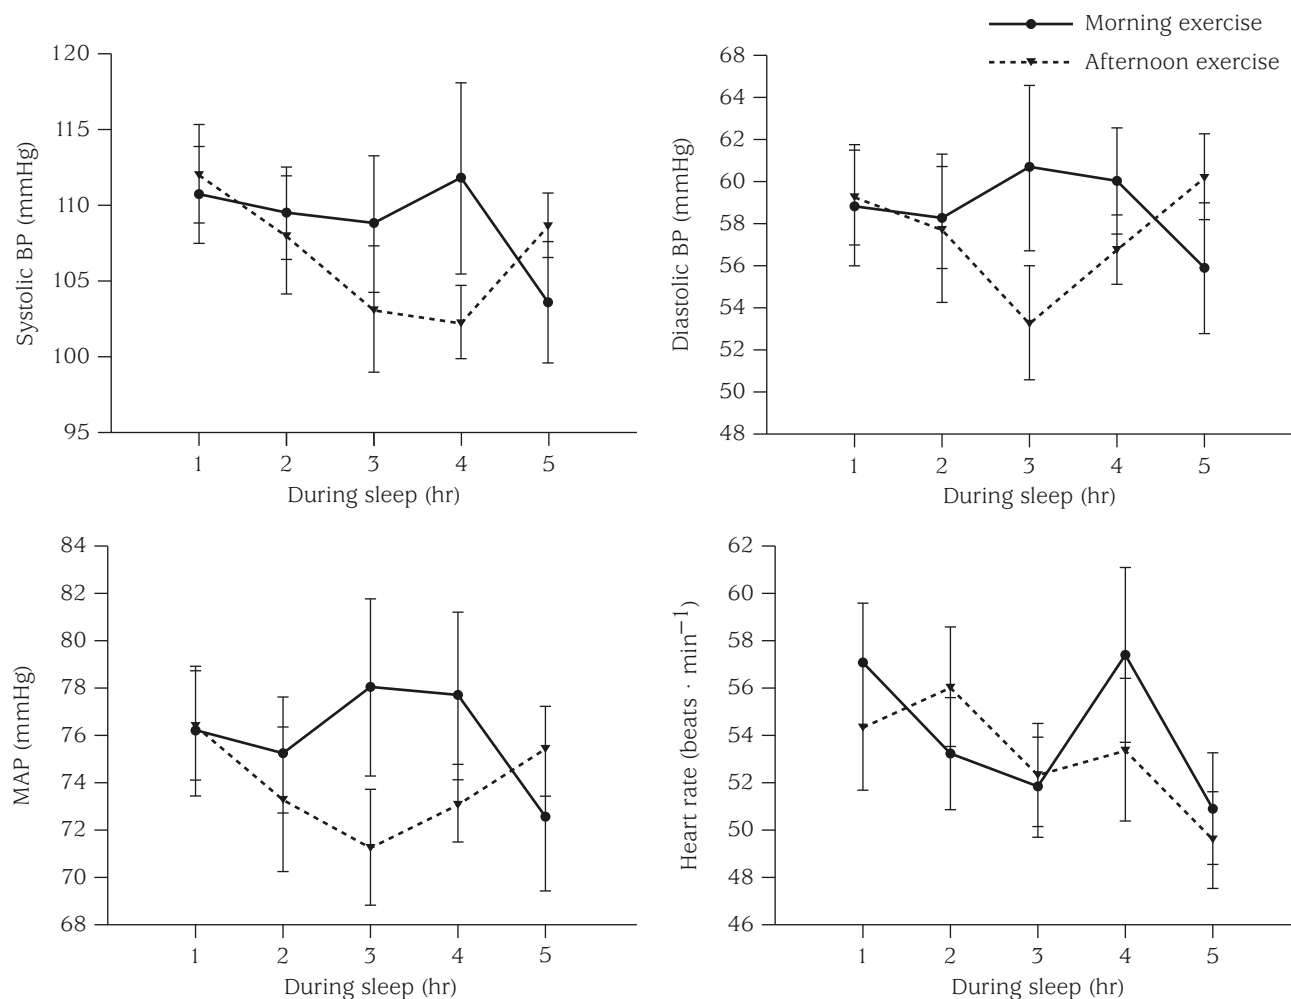 Morning exercise
Afternoon exercise
Systolic BP (mmHg)
120
115
110
105
100
95
1 2 3 4 5
During sleep (hr)
Diastolic BP (mmHg)
68
64
62
60
58
56
54
52
50
48
1 2 3 4 5
During sleep (hr)
MAP (mmHg)
84
82
80
78
76
74
72
70
68
1 2 3 4 5
During sleep (hr)
Heart rate (beats · min⁻¹)
62
60
58
56
54
52
50
48
46
1 2 3 4 5
During sleep (hr)